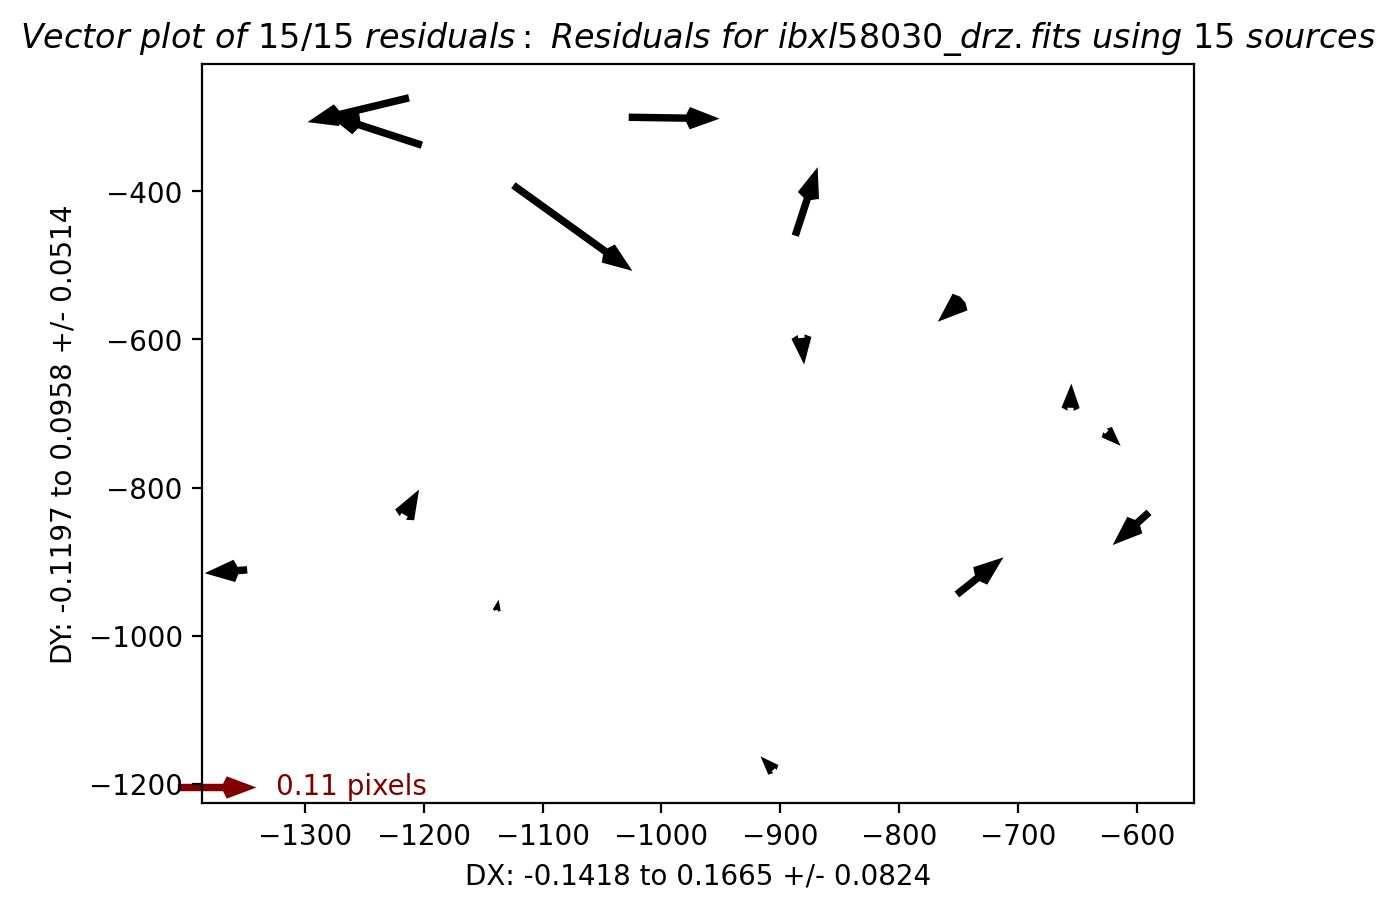 Vector plot of 15/15 residuals: Residuals for ibxl58030_drz.fits using 15 sources
DY: -0.1197 to 0.0958 +/- 0.0514
−400
−600
−800
−1000
−1200
0.11 pixels
−1300 −1200 −1100 −1000 −900 −800 −700 −600
DX: -0.1418 to 0.1665 +/- 0.0824